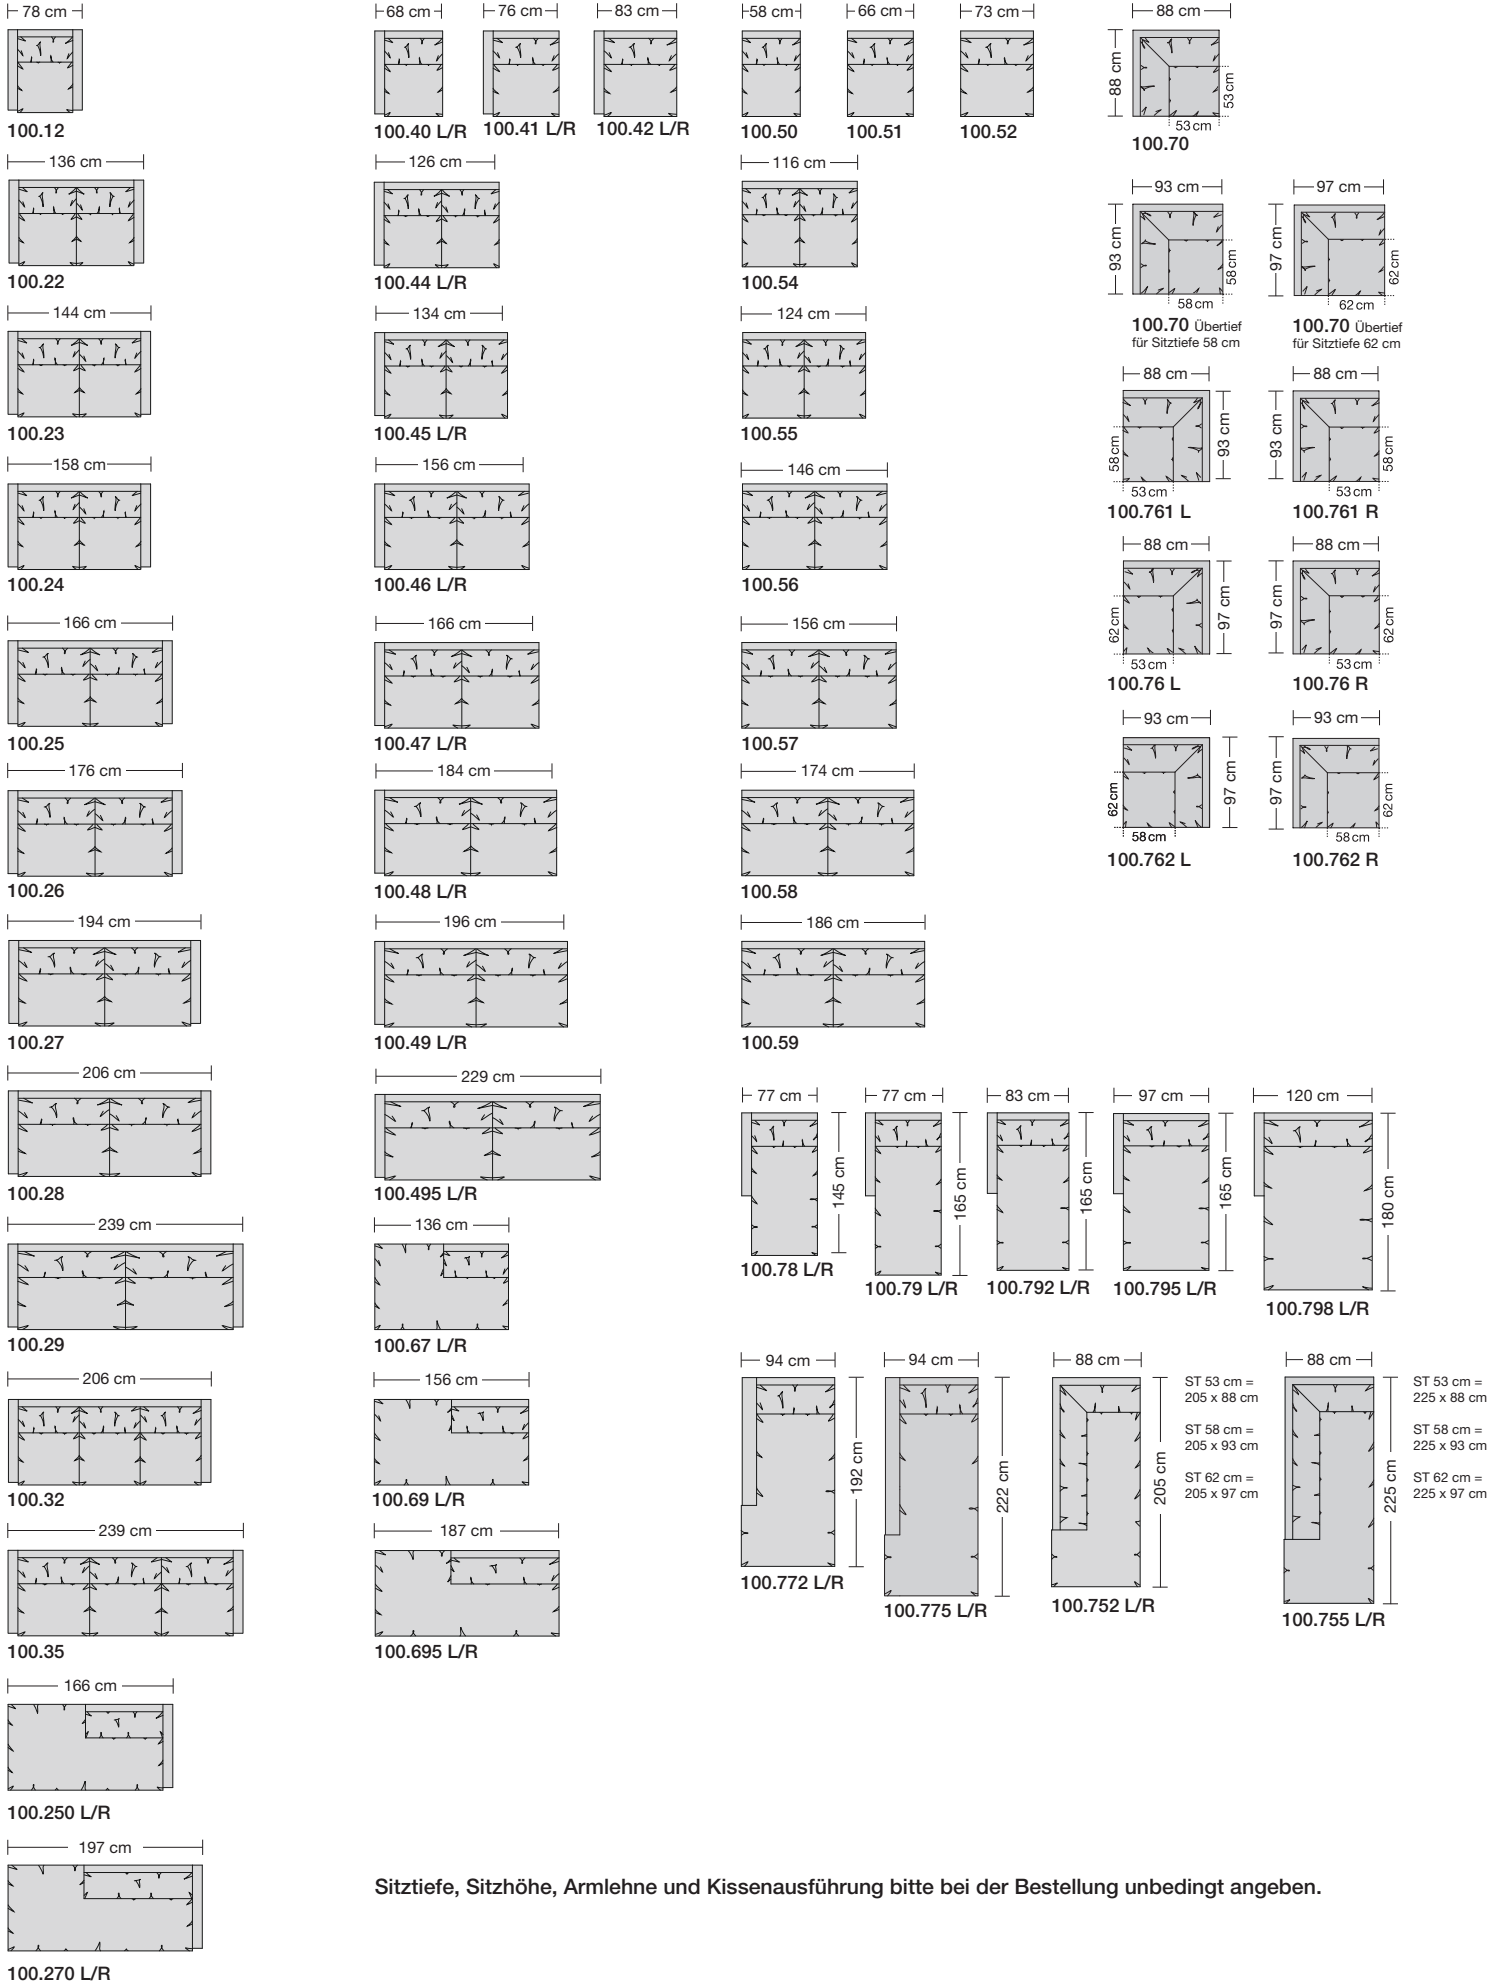 78 cm
100.12
136 cm
100.22
144 cm
100.23
158 cm
100.24
166 cm
100.25
176 cm
100.26
194 cm
100.27
206 cm
100.28
239 cm
100.29
206 cm
100.32
239 cm
100.35
166 cm
100.250 L/R
197 cm
100.270 L/R
68 cm 76 cm 83 cm
100.40 L/R 100.41 L/R 100.42 L/R
126 cm
100.44 L/R
134 cm
100.45 L/R
156 cm
100.46 L/R
166 cm
100.47 L/R
184 cm
100.48 L/R
196 cm
100.49 L/R
229 cm
100.495 L/R
136 cm
100.67 L/R
156 cm
100.69 L/R
187 cm
100.695 L/R
58 cm 66 cm 73 cm
100.50 100.51 100.52
116 cm
100.54
124 cm
100.55
146 cm
100.56
156 cm
100.57
174 cm
100.58
186 cm
100.59
88 cm
88 cm
53 cm
53 cm
100.70
93 cm
93 cm
58 cm
58 cm
100.70 Übertief
für Sitztiefe 58 cm
97 cm
97 cm
62 cm
62 cm
100.70 Übertief
für Sitztiefe 62 cm
88 cm
58 cm
93 cm
53 cm
100.761 L
88 cm
93 cm
58 cm
53 cm
100.761 R
88 cm
62 cm
97 cm
53 cm
100.76 L
88 cm
97 cm
62 cm
53 cm
100.76 R
93 cm
62 cm
97 cm
58 cm
100.762 L
93 cm
97 cm
62 cm
58 cm
100.762 R
77 cm
145 cm
100.78 L/R
77 cm
165 cm
100.79 L/R
83 cm
165 cm
100.792 L/R
97 cm
165 cm
100.795 L/R
120 cm
180 cm
100.798 L/R
94 cm
192 cm
100.772 L/R
94 cm
222 cm
100.775 L/R
88 cm
205 cm
100.752 L/R
ST 53 cm =
205 x 88 cm
ST 58 cm =
205 x 93 cm
ST 62 cm =
205 x 97 cm
88 cm
225 cm
100.755 L/R
ST 53 cm =
225 x 88 cm
ST 58 cm =
225 x 93 cm
ST 62 cm =
225 x 97 cm
Sitztiefe, Sitzhöhe, Armlehne und Kissenausführung bitte bei der Bestellung unbedingt angeben.